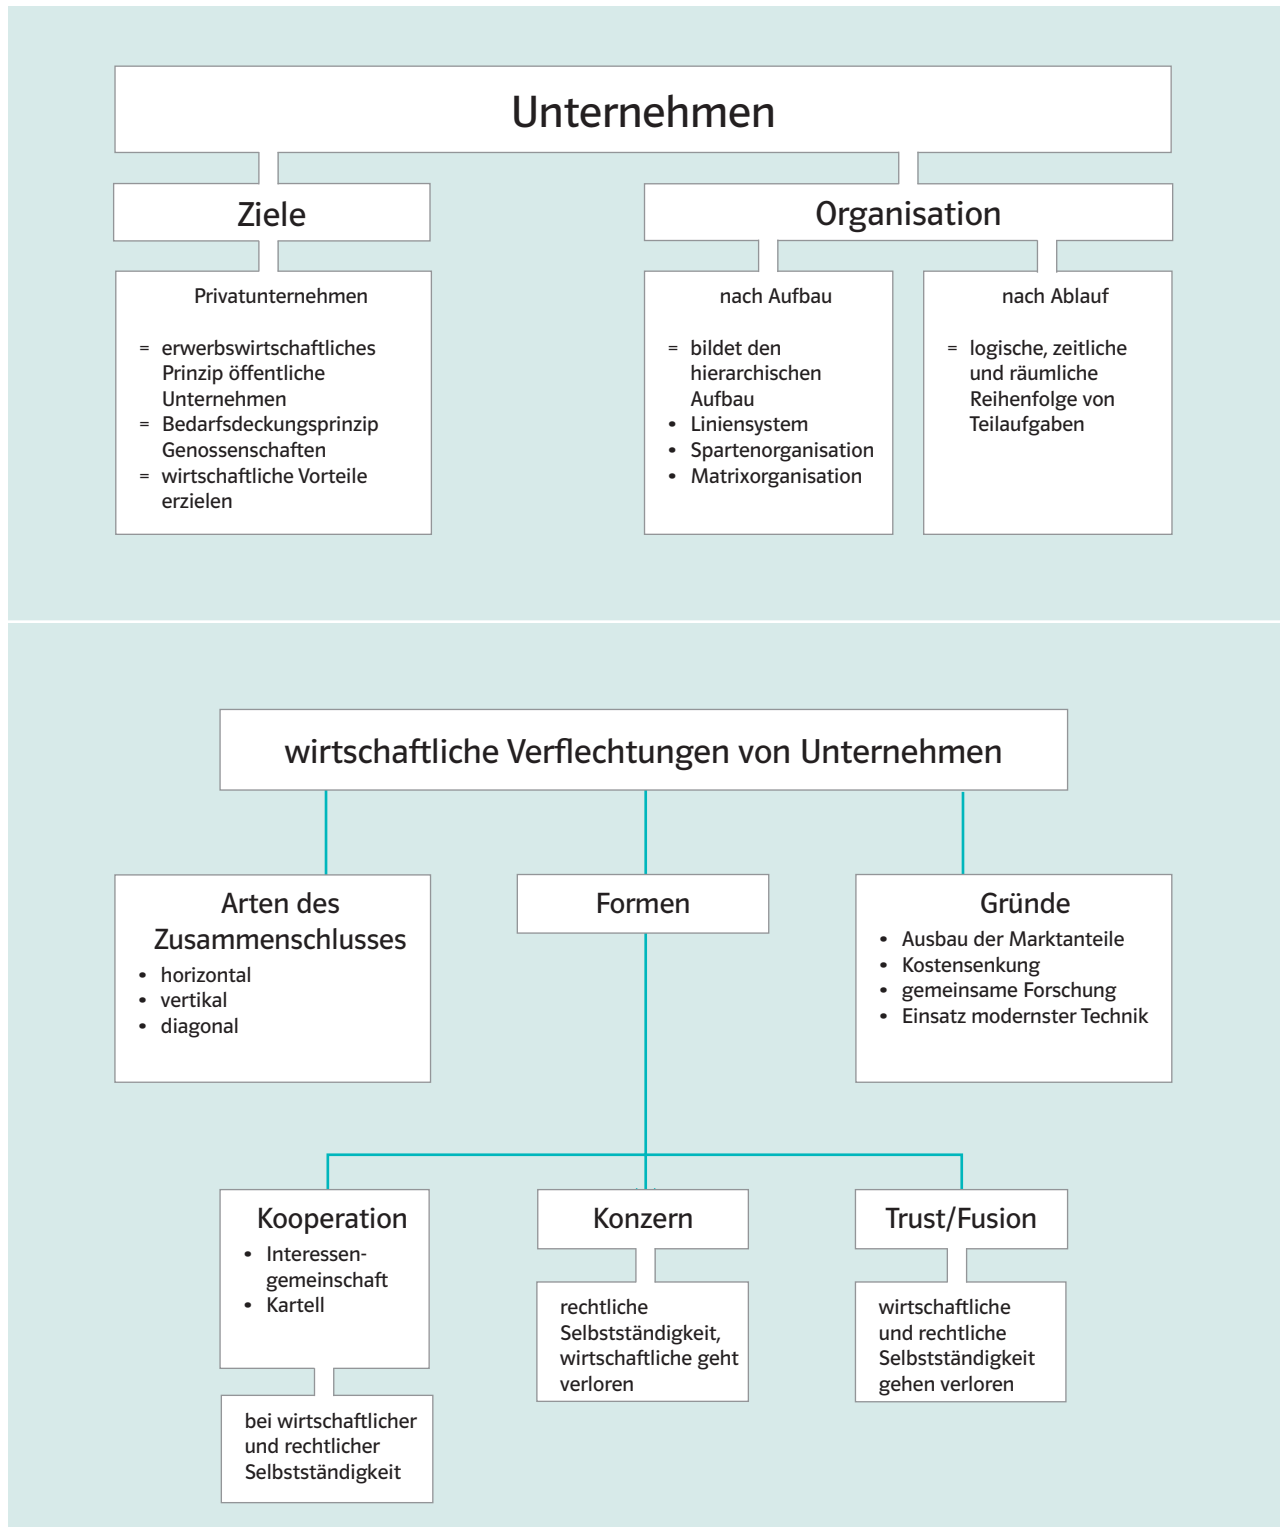 Unternehmen
Ziele
Privatunternehmen
= erwerbswirtschaftliches
Prinzip öffentliche
Unternehmen
= Bedarfsdeckungsprinzip
Genossenschaften
= wirtschaftliche Vorteile
erzielen
Organisation
nach Aufbau
= bildet den
hierarchischen
Aufbau
• Liniensystem
• Spartenorganisation
• Matrixorganisation
nach Ablauf
= logische, zeitliche
und räumliche
Reihenfolge von
Teilaufgaben
wirtschaftliche Verflechtungen von Unternehmen
Arten des
Zusammenschlusses
• horizontal
• vertikal
• diagonal
Formen
Gründe
• Ausbau der Marktanteile
• Kostensenkung
• gemeinsame Forschung
• Einsatz modernster Technik
Kooperation
• Interessen-
gemeinschaft
• Kartell
bei wirtschaftlicher
und rechtlicher
Selbstständigkeit
Konzern
rechtliche
Selbstständigkeit,
wirtschaftliche geht
verloren
Trust/Fusion
wirtschaftliche
und rechtliche
Selbstständigkeit
gehen verloren